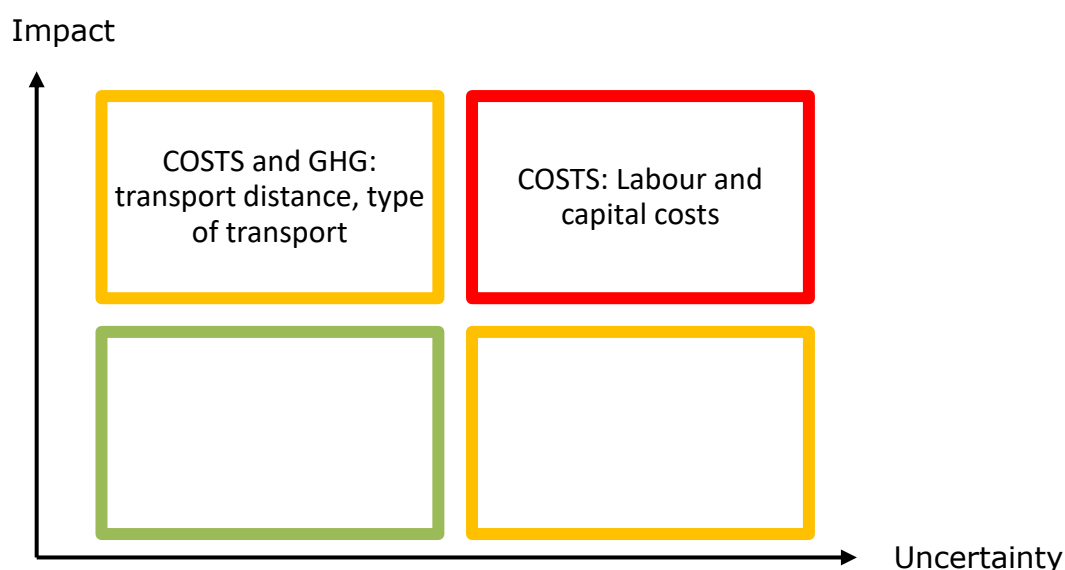 Impact
COSTS and GHG:
transport distance, type
of transport
COSTS: Labour and
capital costs
Uncertainty